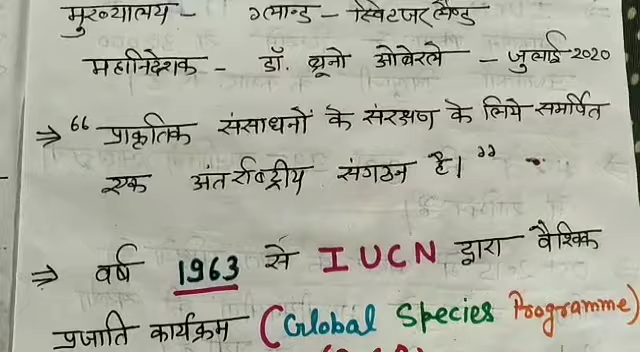 मुख्यालय - ग्लान्ड - स्विटजरलैण्ड
महानिदेशक - डॉ. ब्रूनो ओबेरले - जुलाई 2020
⇒ “ प्राकृतिक संसाधनों के संरक्षण के लिये समर्पित
एक अंतर्राष्ट्रीय संगठन है। ”
⇒ वर्ष 1963 से IUCN द्वारा वैश्विक
प्रजाति कार्यक्रम (Global Species Programme)